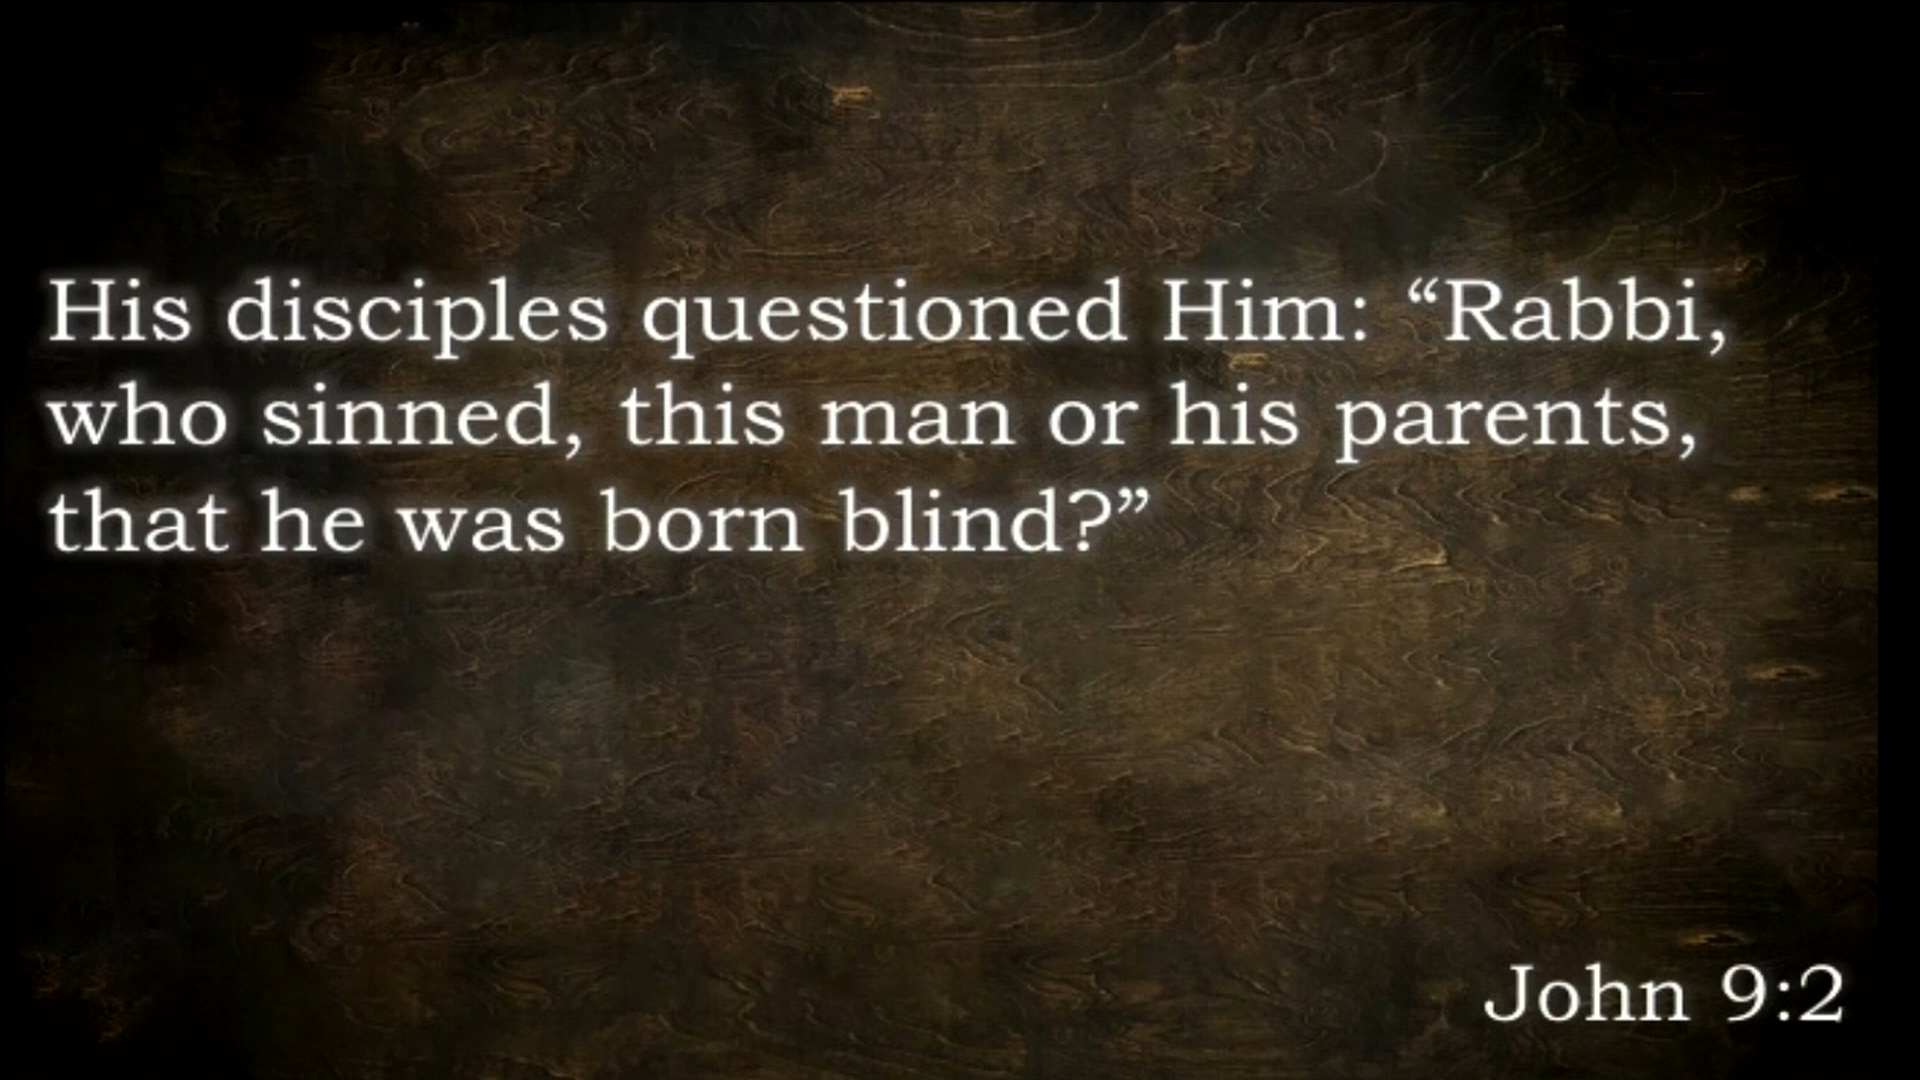 His disciples questioned Him: “Rabbi,
who sinned, this man or his parents,
that he was born blind?”
John 9:2